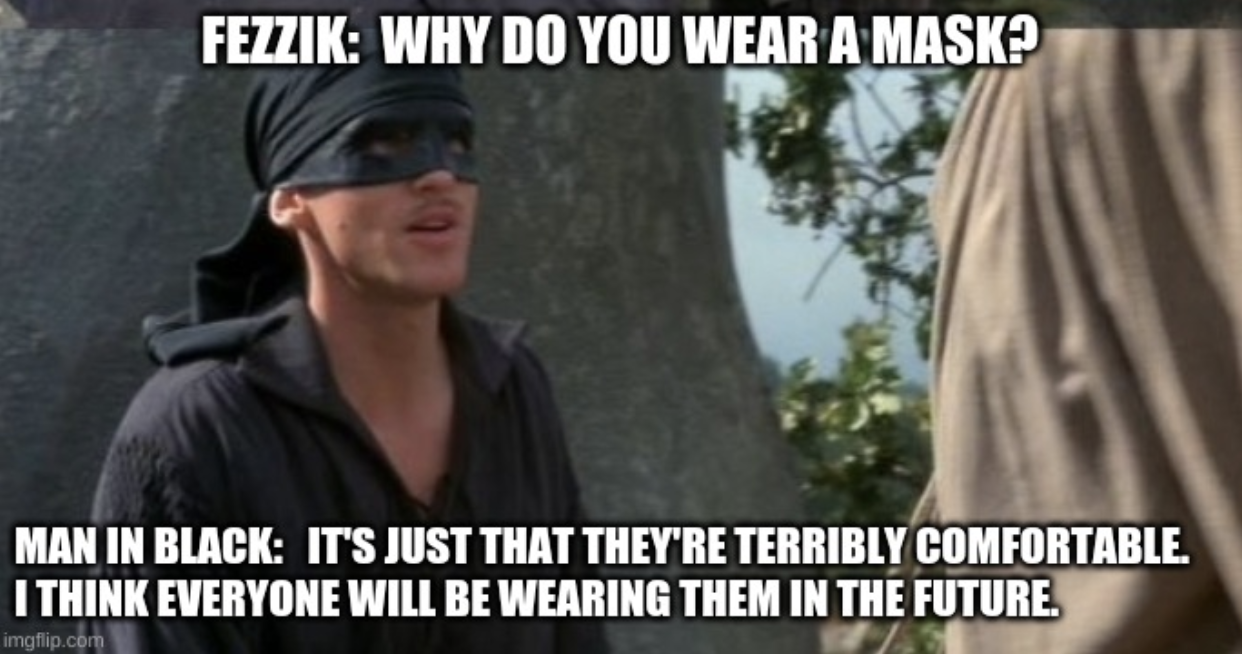 FEZZIK: WHY DO YOU WEAR A MASK?
MAN IN BLACK: IT'S JUST THAT THEY'RE TERRIBLY COMFORTABLE.
I THINK EVERYONE WILL BE WEARING THEM IN THE FUTURE.
imgflip.com